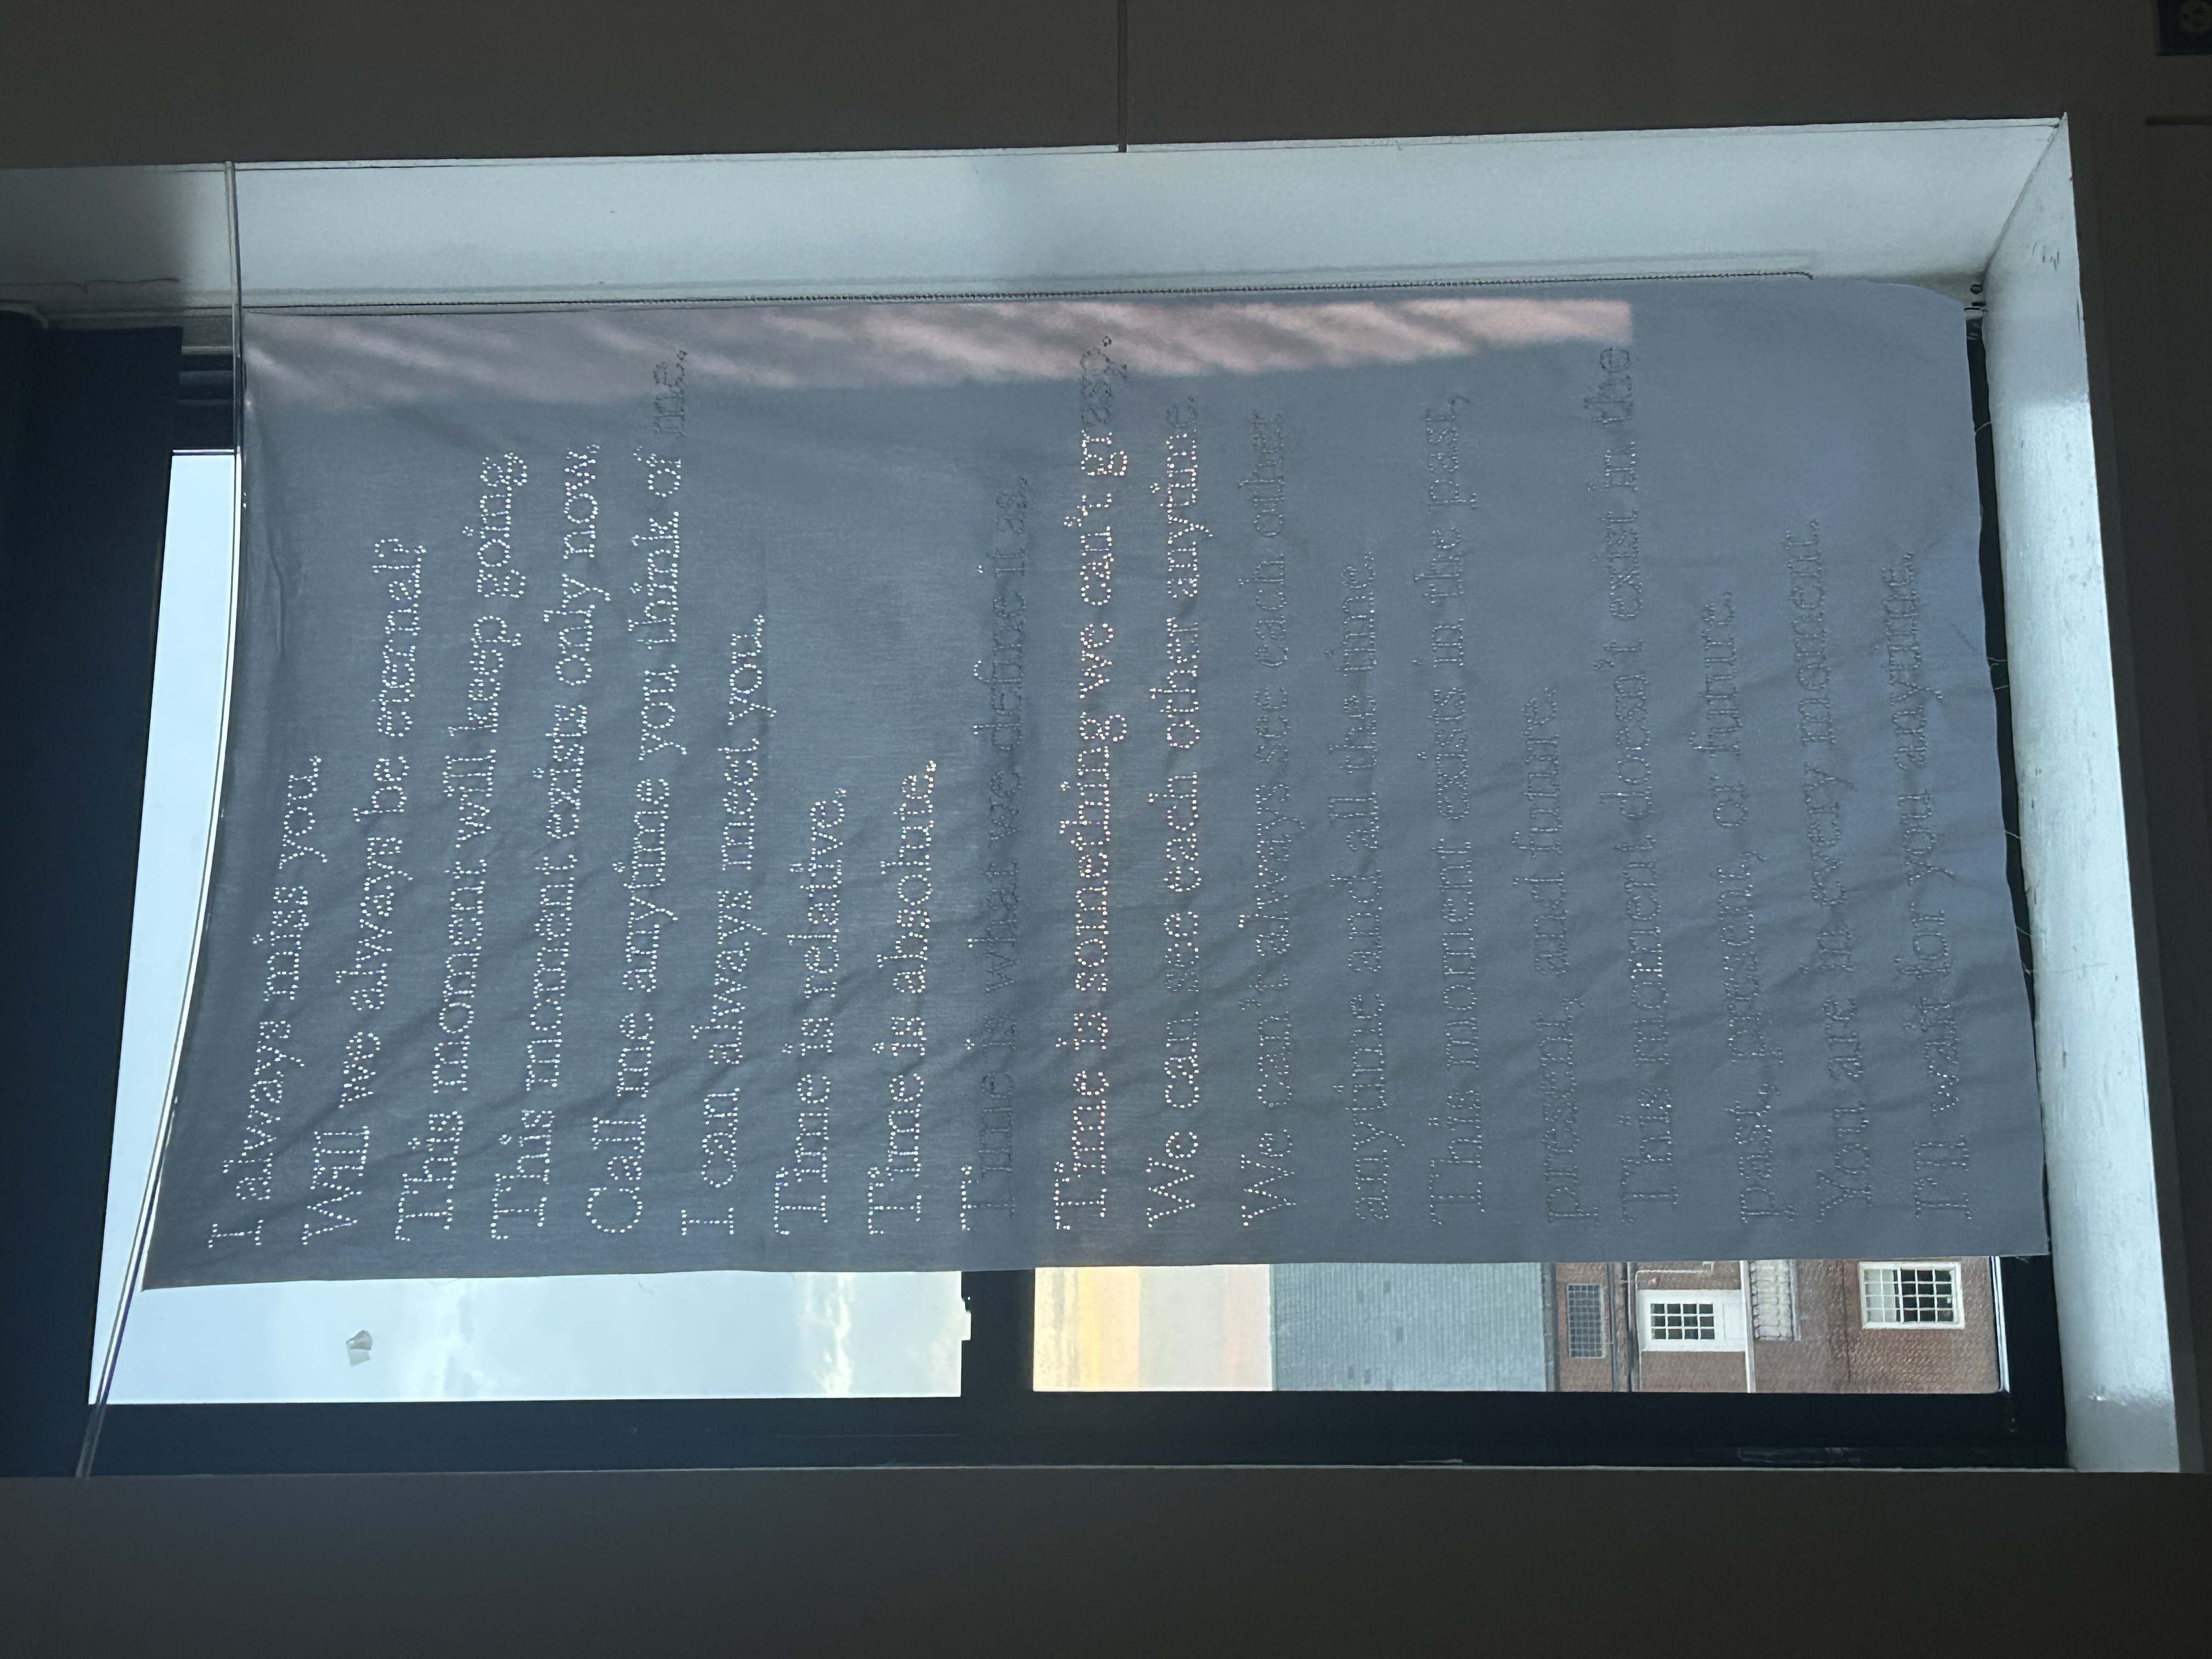 I always miss you.
Will we always be eternal?
This moment will keep going.
This moment exists only now.
Call me anytime you think of me.
I can always meet you.
Time is relative.
Time is absolute.
Time is what we define it as.
Time is something we can't grasp.
We can see each other anytime.
We can't always see each other
anytime and all the time.
This moment exists in the past,
present, and future.
This moment doesn't exist in the
past, present, or future.
You are in every moment.
I'll wait for you anytime.